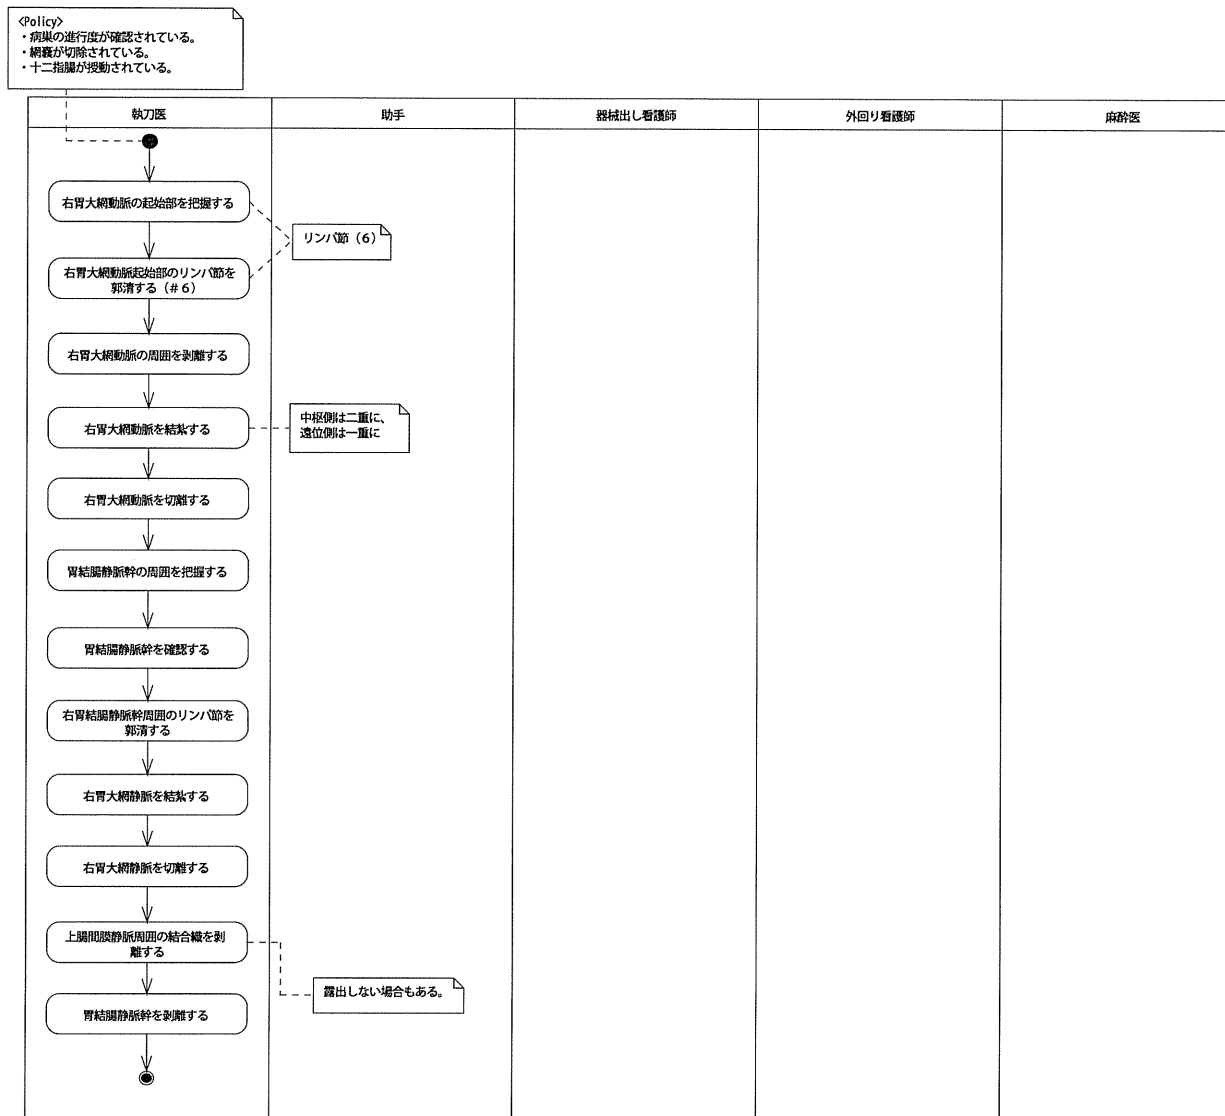 <Policy>
・病巣の進行度が確認されている。
・網嚢が切除されている。
・十二指腸が授動されている。
執刀医
助手
器械出し看護師
外回り看護師
麻酔医
右胃大網動脈の起始部を把握する
リンパ節（6）
右胃大網動脈起始部のリンパ節を
郭清する（＃6）
右胃大網動脈の周囲を剥離する
中枢側は二重に、
遠位側は一重に
右胃大網動脈を結紮する
右胃大網動脈を切離する
胃結腸静脈幹の周囲を把握する
胃結腸静脈幹を確認する
右胃結腸静脈幹周囲のリンパ節を
郭清する
右胃大網静脈を結紮する
右胃大網静脈を切離する
上腸間膜静脈周囲の結合織を剥
離する
露出しない場合もある。
胃結腸静脈幹を剥離する